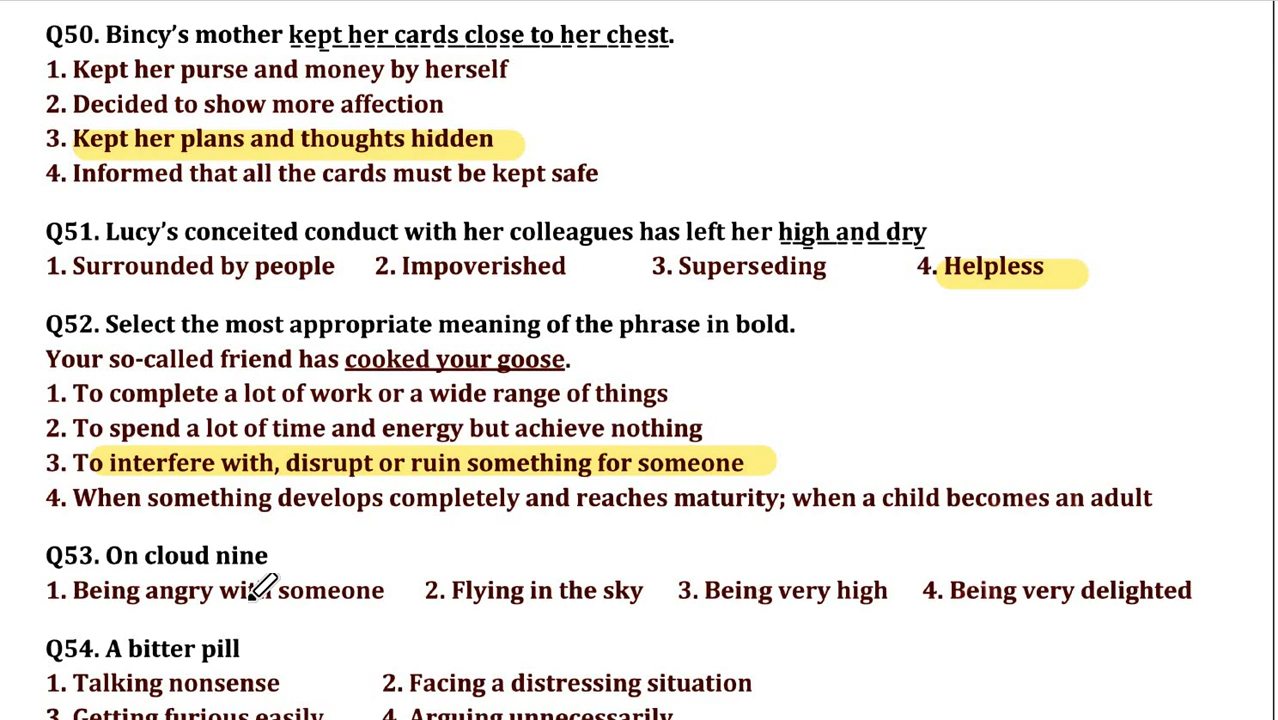 Q50. Bincy’s mother kept her cards close to her chest.
1. Kept her purse and money by herself
2. Decided to show more affection
3. Kept her plans and thoughts hidden
4. Informed that all the cards must be kept safe
Q51. Lucy’s conceited conduct with her colleagues has left her high and dry
1. Surrounded by people 2. Impoverished 3. Superseding 4. Helpless
Q52. Select the most appropriate meaning of the phrase in bold.
Your so-called friend has cooked your goose.
1. To complete a lot of work or a wide range of things
2. To spend a lot of time and energy but achieve nothing
3. To interfere with, disrupt or ruin something for someone
4. When something develops completely and reaches maturity; when a child becomes an adult
Q53. On cloud nine
1. Being angry with someone 2. Flying in the sky 3. Being very high 4. Being very delighted
Q54. A bitter pill
1. Talking nonsense 2. Facing a distressing situation
3. Getting furious easily 4. Arguing unnecessarily